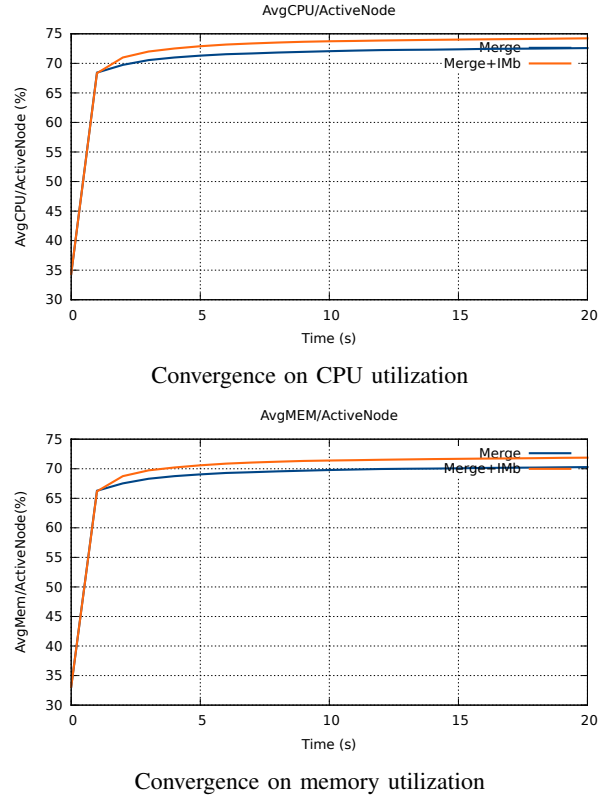 AvgCPU/ActiveNode
75
70
65
60
55
50
45
40
35
30
AvgCPU/ActiveNode (%)
Merge
Merge+IMb
0 5 10 15 20
Time (s)
Convergence on CPU utilization
AvgMEM/ActiveNode
75
70
65
60
55
50
45
40
35
30
AvgMem/ActiveNode(%)
Merge
Merge+IMb
0 5 10 15 20
Time (s)
Convergence on memory utilization